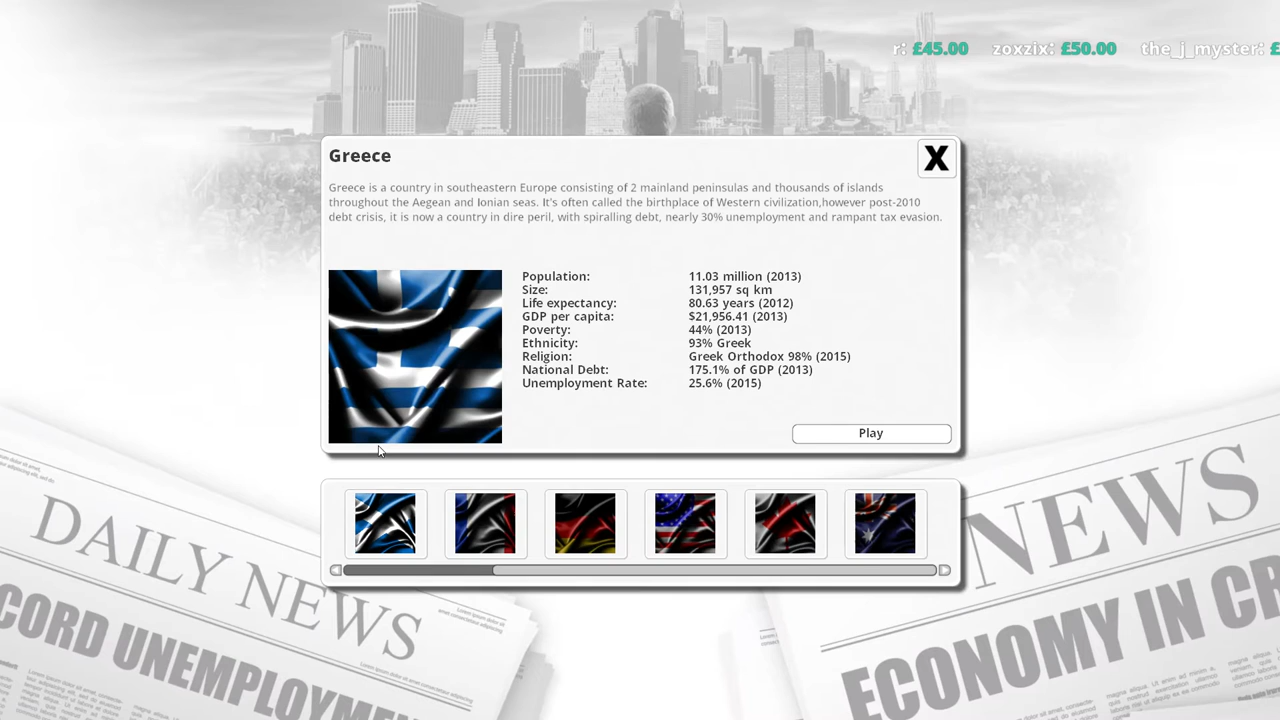 r: £45.00 zoxzix: £50.00 the_j_myster: £
Greece
X
Greece is a country in southeastern Europe consisting of 2 mainland peninsulas and thousands of islands
throughout the Aegean and Ionian seas. It's often called the birthplace of Western civilization,however post-2010
debt crisis, it is now a country in dire peril, with spiralling debt, nearly 30% unemployment and rampant tax evasion.
Population: 11.03 million (2013)
Size: 131,957 sq km
Life expectancy: 80.63 years (2012)
GDP per capita: $21,956.41 (2013)
Poverty: 44% (2013)
Ethnicity: 93% Greek
Religion: Greek Orthodox 98% (2015)
National Debt: 175.1% of GDP (2013)
Unemployment Rate: 25.6% (2015)
Play
DAILY NEWS
CORD UNEMPLOYME
NEWS
ECONOMY IN CR